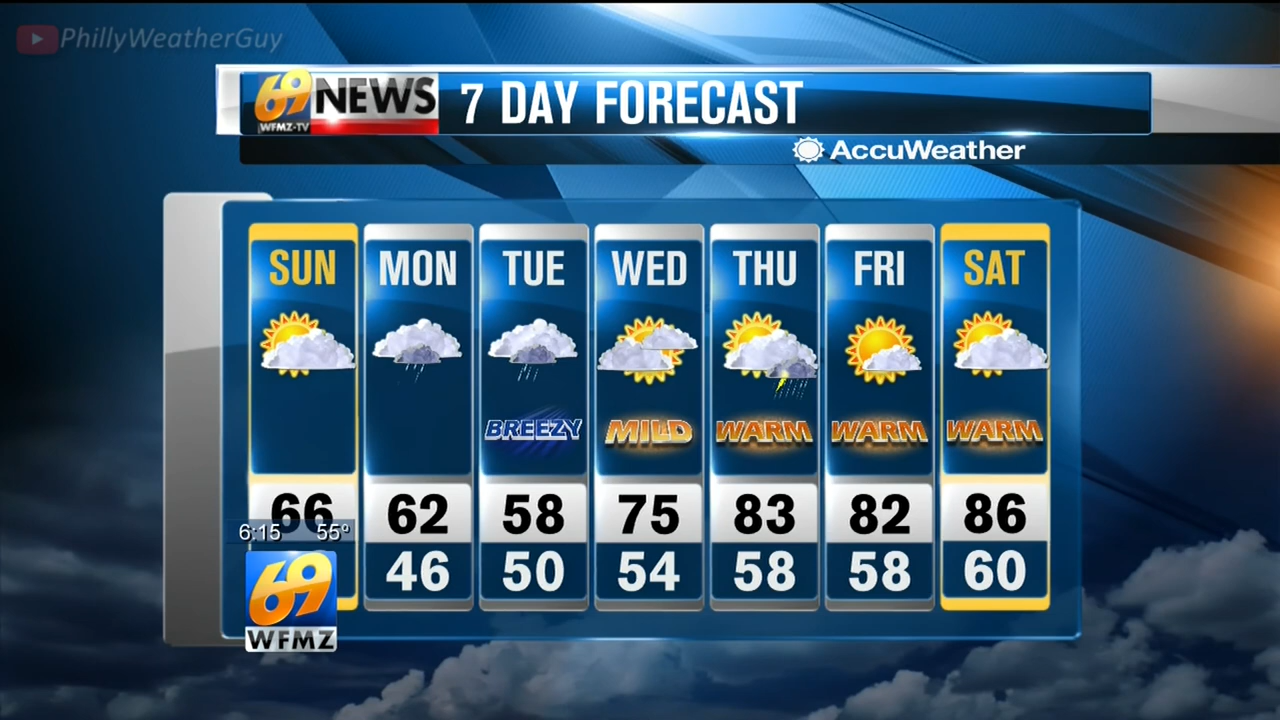 PhillyWeatherGuy
69 NEWS 7 DAY FORECAST
WFMZ-TV
AccuWeather
SUN MON TUE WED THU FRI SAT
BREEZY MILD WARM WARM WARM
66 62 58 75 83 82 86
6:15 55°
46 50 54 58 58 60
69
WFMZ